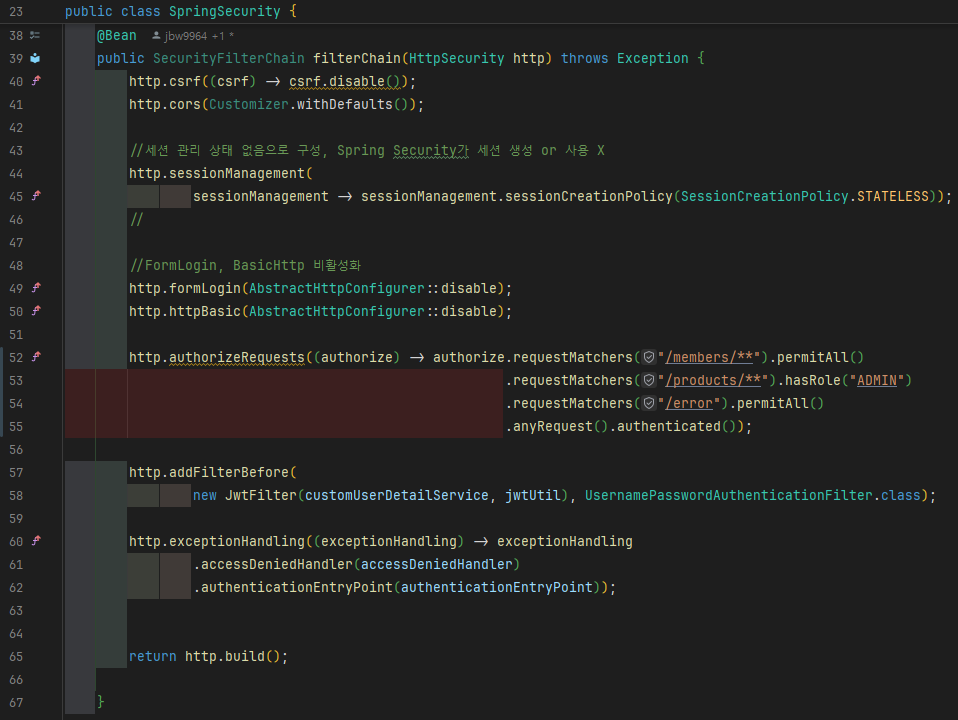 23 public class SpringSecurity {
38 @Bean jbw9964 +1 *
39 public SecurityFilterChain filterChain(HttpSecurity http) throws Exception {
40 http.csrf((csrf) -> csrf.disable());
41 http.cors(Customizer.withDefaults());
42
43 //세션 관리 상태 없음으로 구성, Spring Security가 세션 생성 or 사용 X
44 http.sessionManagement(
45 sessionManagement -> sessionManagement.sessionCreationPolicy(SessionCreationPolicy.STATELESS));
46 //
47
48 //FormLogin, BasicHttp 비활성화
49 http.formLogin(AbstractHttpConfigurer::disable);
50 http.httpBasic(AbstractHttpConfigurer::disable);
51
52 http.authorizeRequests((authorize) -> authorize.requestMatchers("/members/**").permitAll()
53 .requestMatchers("/products/**").hasRole("ADMIN")
54 .requestMatchers("/error").permitAll()
55 .anyRequest().authenticated());
56
57 http.addFilterBefore(
58 new JwtFilter(customUserDetailService, jwtUtil), UsernamePasswordAuthenticationFilter.class);
59
60 http.exceptionHandling((exceptionHandling) -> exceptionHandling
61 .accessDeniedHandler(accessDeniedHandler)
62 .authenticationEntryPoint(authenticationEntryPoint));
63
64
65 return http.build();
66
67 }